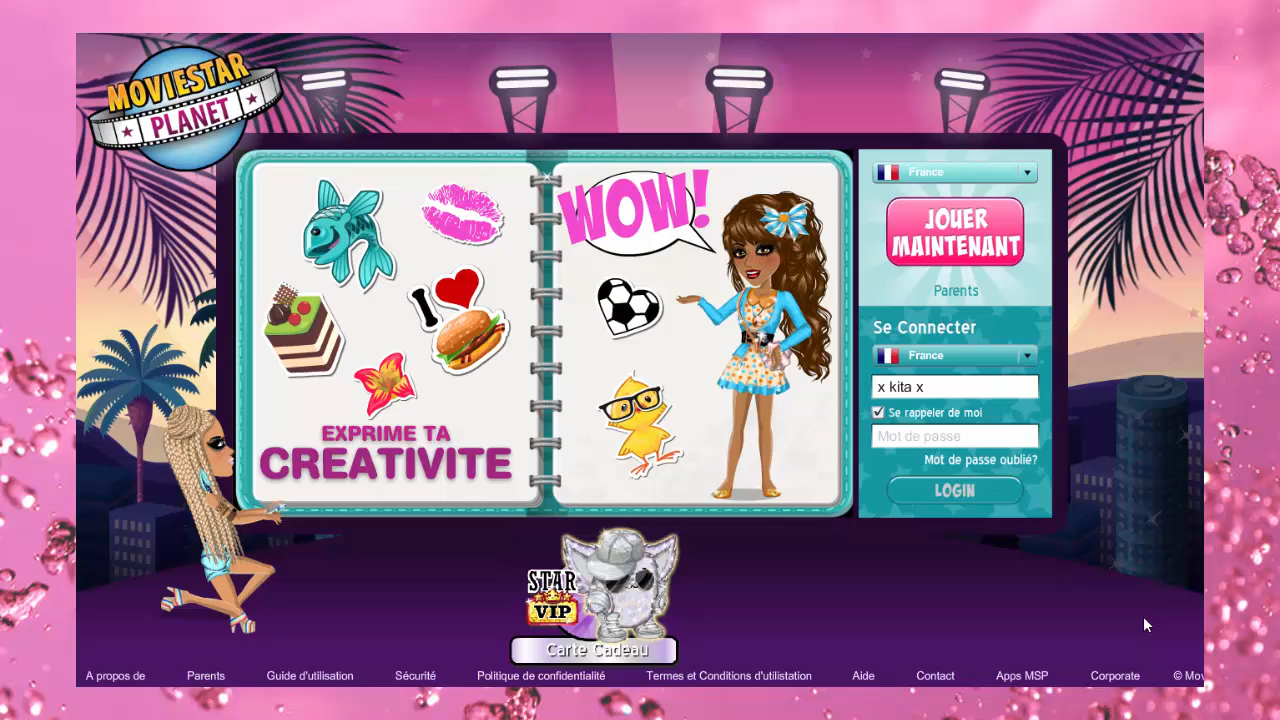 MOVIESTAR
PLANET
WOW!
I
EXPRIME TA
CREATIVITE
France
JOUER
MAINTENANT
Parents
Se Connecter
France
x kita x
Se rappeler de moi
Mot de passe
Mot de passe oublié?
LOGIN
STAR
VIP
Carte Cadeau
A propos de Parents Guide d'utilisation Sécurité Politique de confidentialité Termes et Conditions d'utilistation Aide Contact Apps MSP Corporate ©